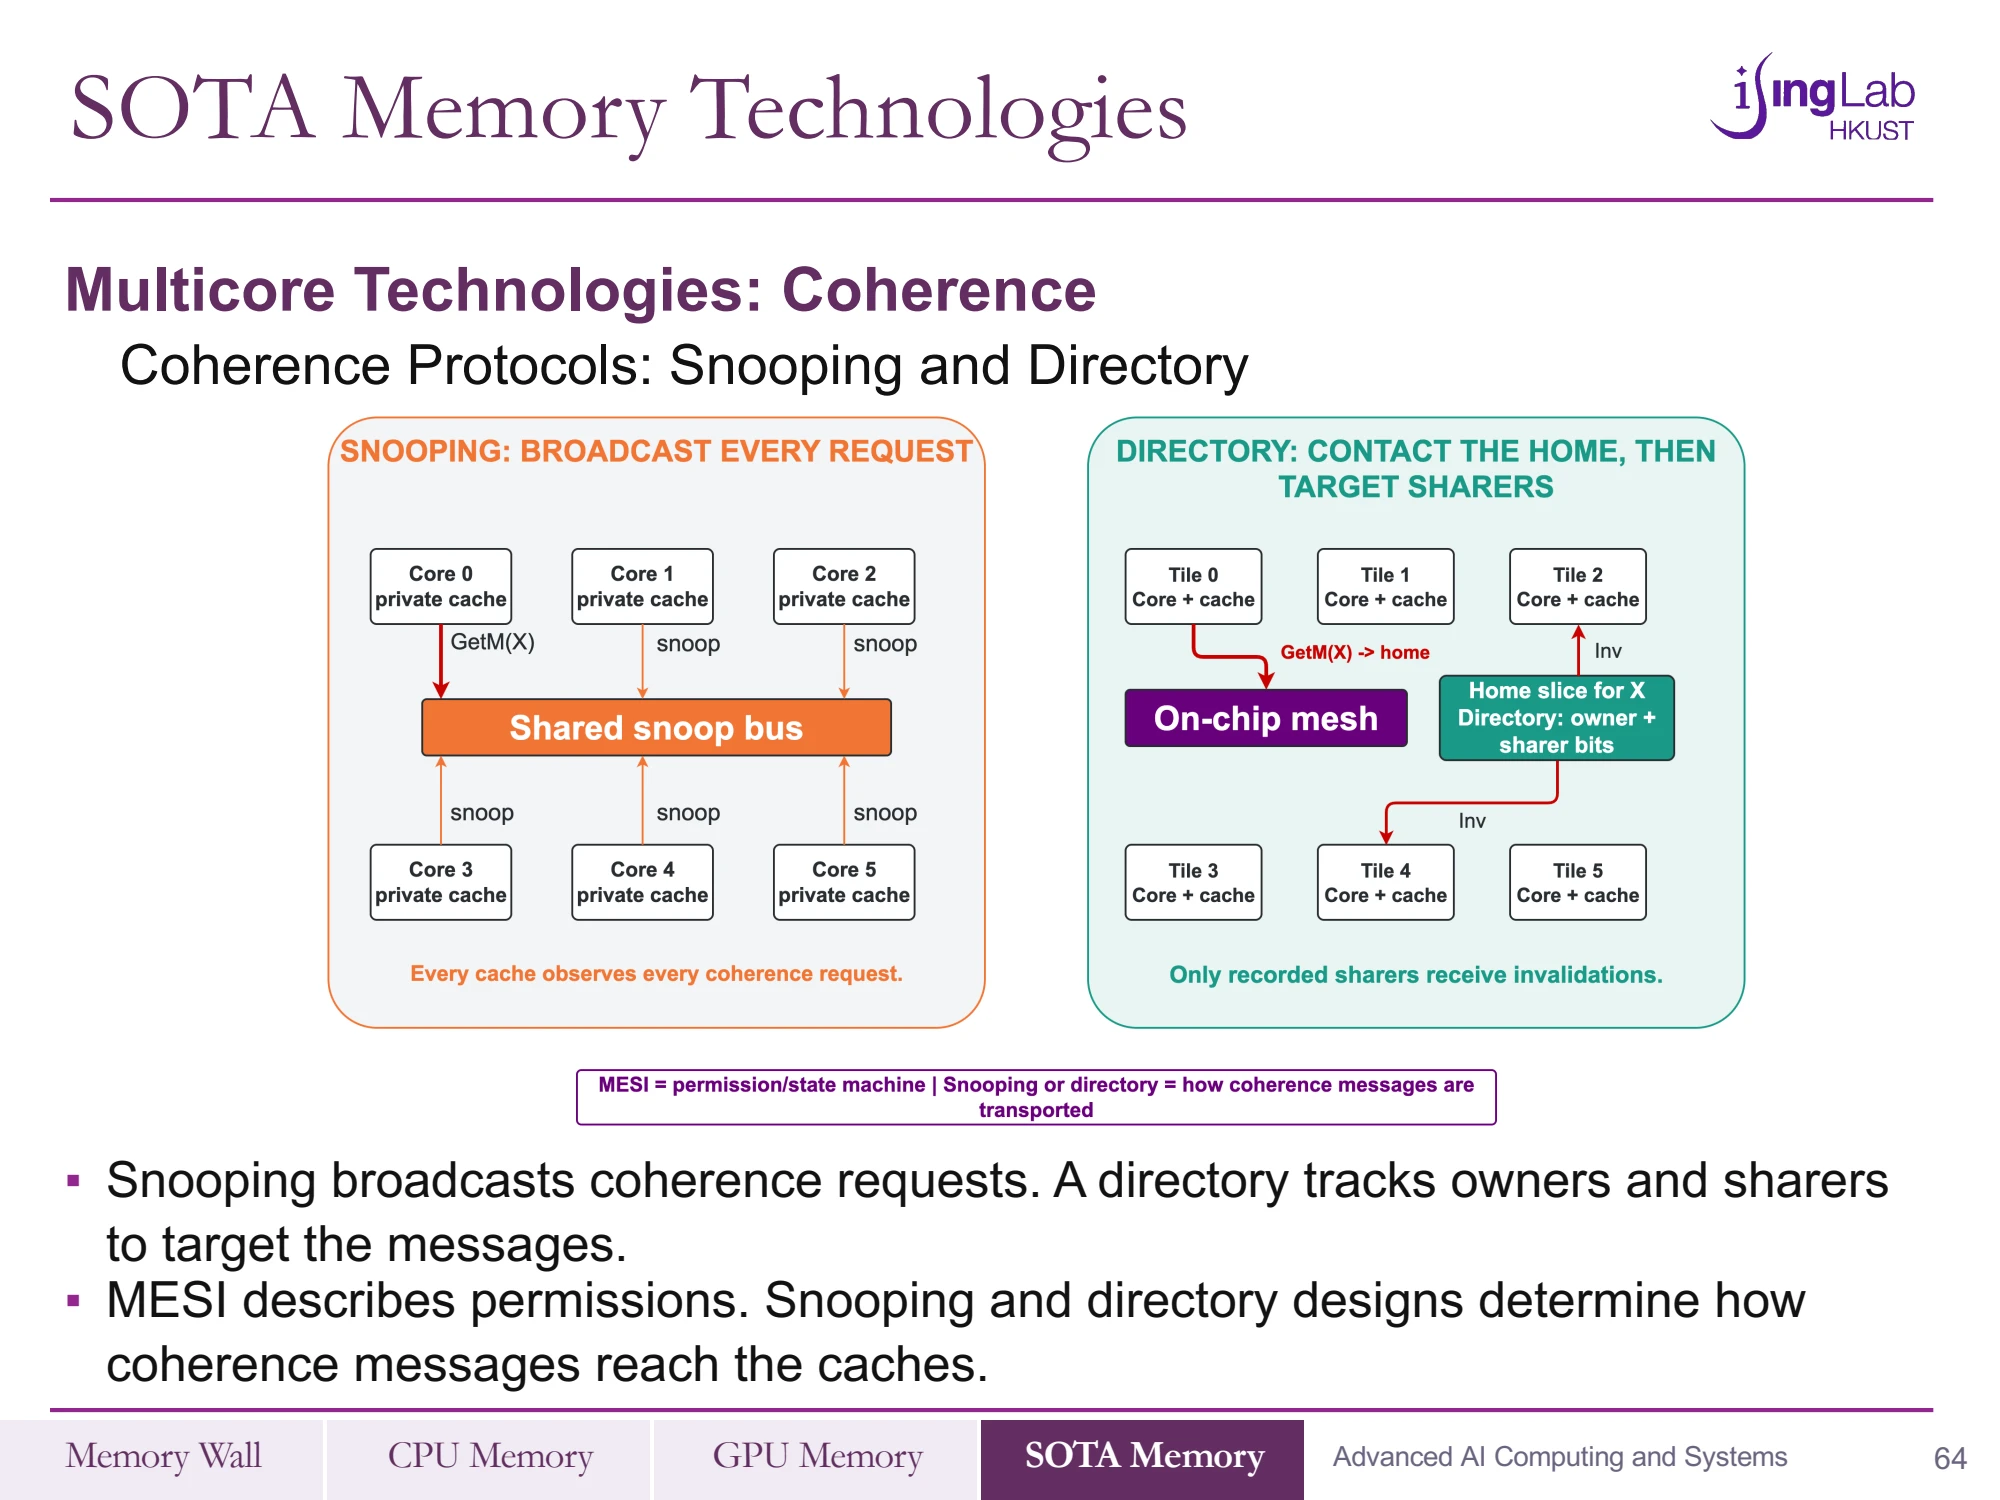 SOTA Memory Technologies
isingLab
HKUST
Multicore Technologies: Coherence
Coherence Protocols: Snooping and Directory
SNOOPING: BROADCAST EVERY REQUEST
Core 0
private cache
Core 1
private cache
Core 2
private cache
GetM(X)
snoop
snoop
Shared snoop bus
snoop
snoop
snoop
Core 3
private cache
Core 4
private cache
Core 5
private cache
Every cache observes every coherence request.
DIRECTORY: CONTACT THE HOME, THEN
TARGET SHARERS
Tile 0
Core + cache
Tile 1
Core + cache
Tile 2
Core + cache
GetM(X) -> home
Inv
On-chip mesh
Home slice for X
Directory: owner +
sharer bits
Inv
Tile 3
Core + cache
Tile 4
Core + cache
Tile 5
Core + cache
Only recorded sharers receive invalidations.
MESI = permission/state machine | Snooping or directory = how coherence messages are
transported
▪ Snooping broadcasts coherence requests. A directory tracks owners and sharers
to target the messages.
▪ MESI describes permissions. Snooping and directory designs determine how
coherence messages reach the caches.
Memory Wall
CPU Memory
GPU Memory
SOTA Memory
Advanced AI Computing and Systems
64